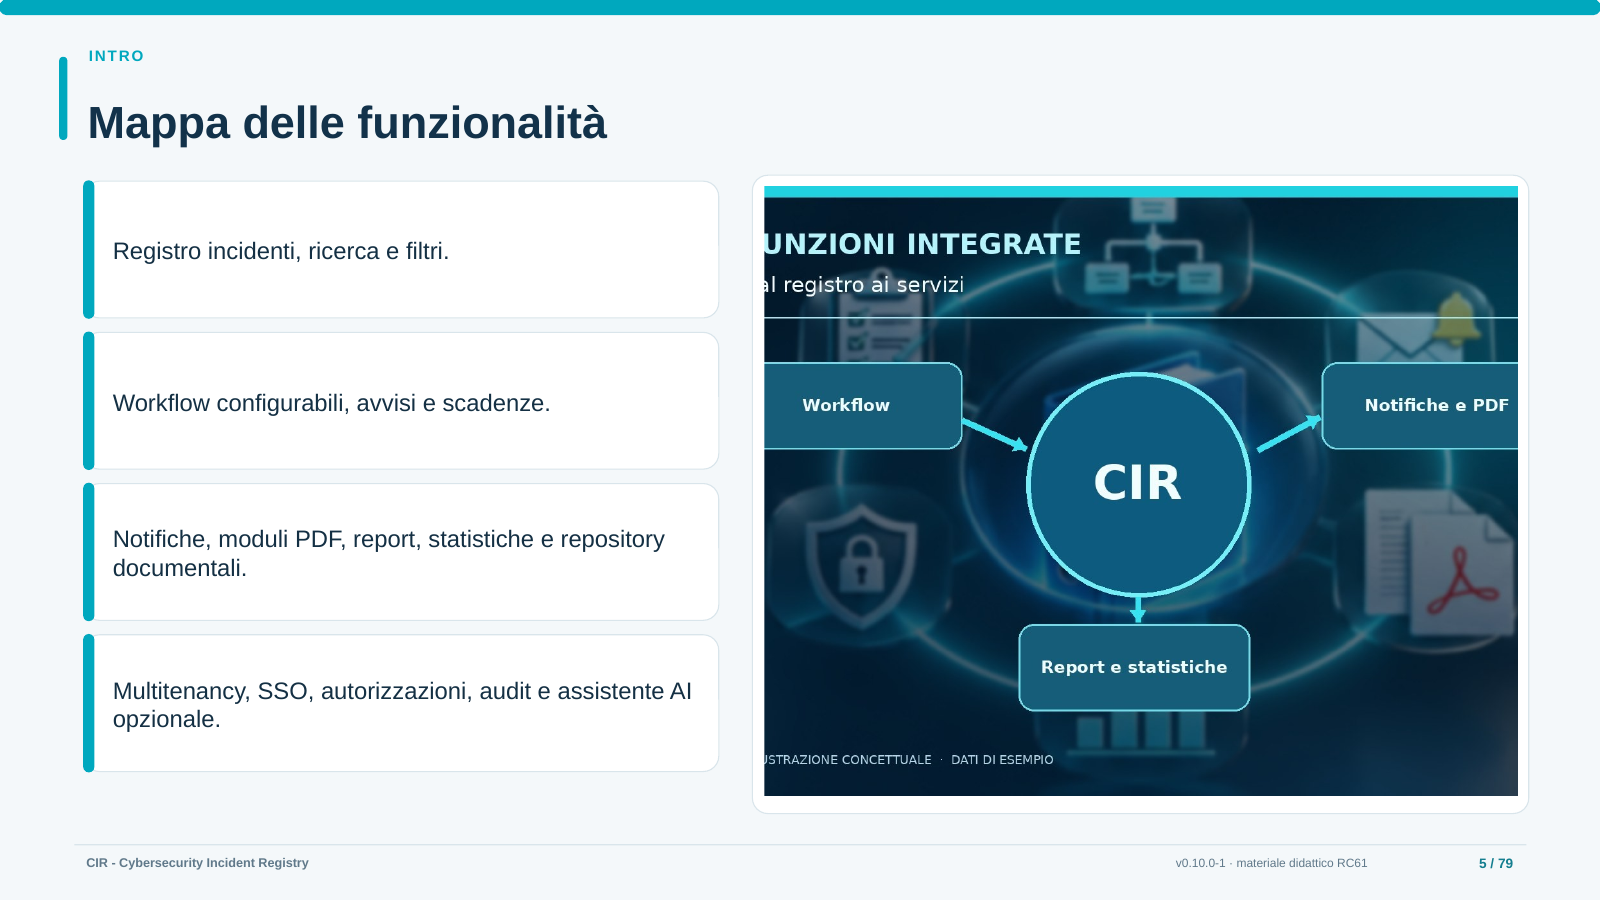 INTRO
Mappa delle funzionalità
Registro incidenti, ricerca e filtri.
Workflow configurabili, avvisi e scadenze.
Notifiche, moduli PDF, report, statistiche e repository
documentali.
Multitenancy, SSO, autorizzazioni, audit e assistente AI
opzionale.
UNZIONI INTEGRATE
al registro ai servizi
Workflow
Notifiche e PDF
CIR
Report e statistiche
USTRAZIONE CONCETTUALE · DATI DI ESEMPIO
CIR - Cybersecurity Incident Registry
v0.10.0-1 · materiale didattico RC61
5 / 79